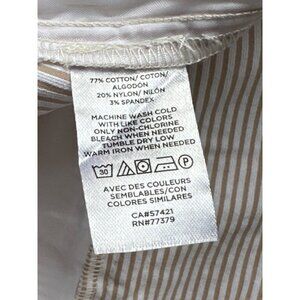 77% COTTON/ COTON/
ALGODÓN
20% NYLON/ NILÓN
3% SPANDEX
MACHINE WASH COLD
WITH LIKE COLORS
ONLY NON-CHLORINE
BLEACH WHEN NEEDED
TUMBLE DRY LOW
WARM IRON WHEN NEEDED
30 P
AVEC DES COULEURS
SEMBLABLES/CON
COLORES SIMILARES
CA#57421
RN#77379